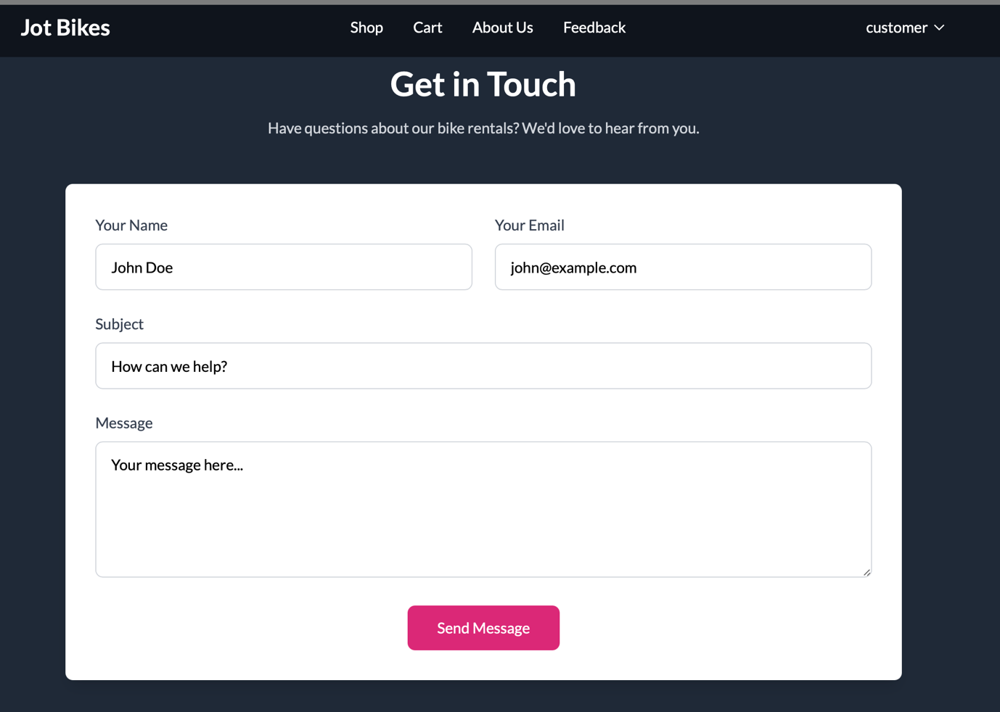 Jot Bikes Shop Cart About Us Feedback customer
Get in Touch
Have questions about our bike rentals? We'd love to hear from you.
Your Name Your Email
John Doe john@example.com
Subject
How can we help?
Message
Your message here...
Send Message